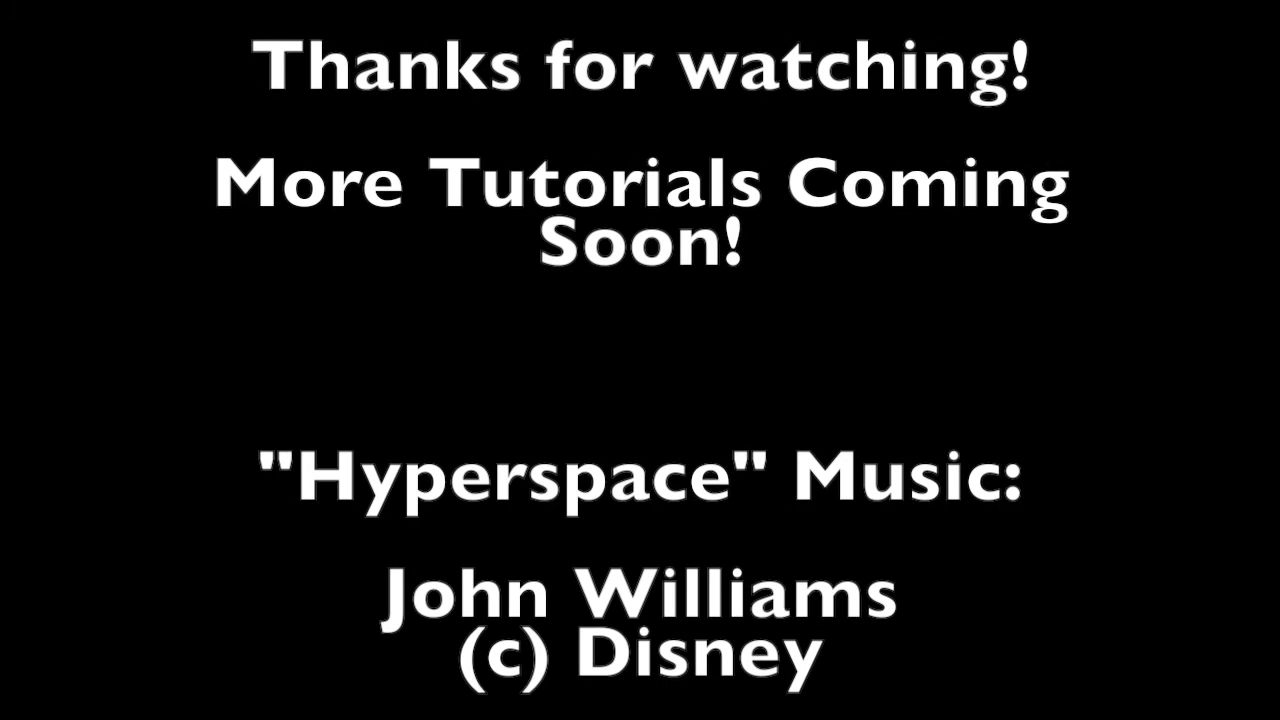 Thanks for watching!
More Tutorials Coming
Soon!
"Hyperspace" Music:
John Williams
(c) Disney